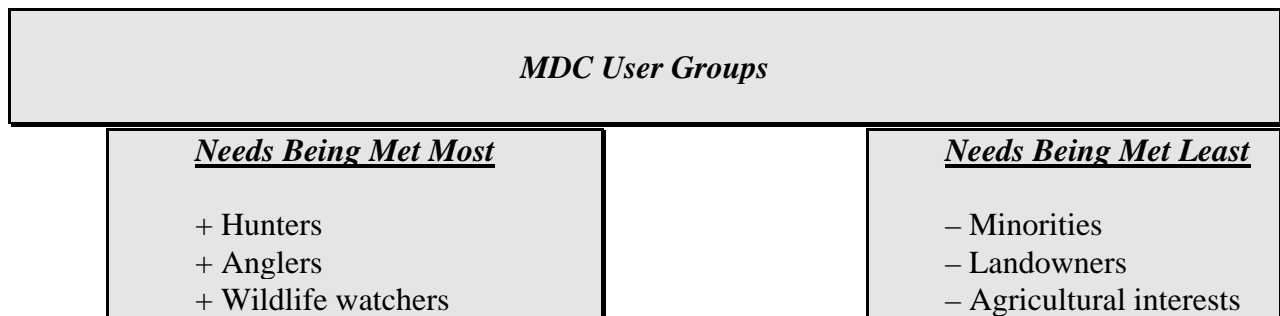 MDC User Groups
Needs Being Met Most
+ Hunters
+ Anglers
+ Wildlife watchers
Needs Being Met Least
– Minorities
– Landowners
– Agricultural interests